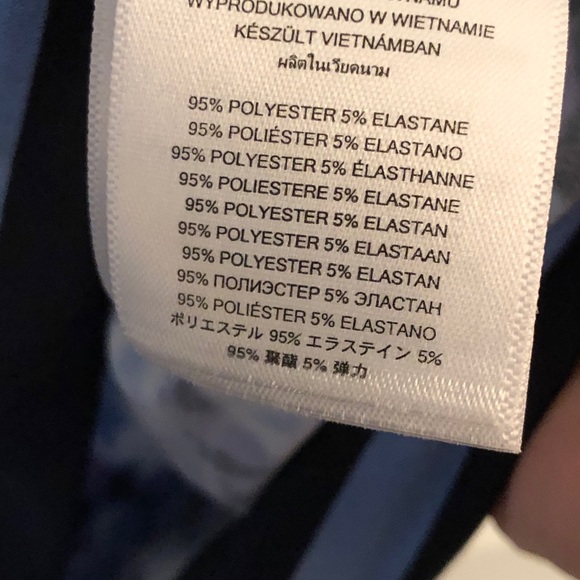 WYPRODUKOWANO W WIETNAMIE
KÉSZÜLT VIETNÁMBAN
ผลิตในเวียดนาม
95% POLYESTER 5% ELASTANE
95% POLIÉSTER 5% ELASTANO
95% POLYESTER 5% ÉLASTHANNE
95% POLIESTERE 5% ELASTANE
95% POLYESTER 5% ELASTAN
95% POLYESTER 5% ELASTAAN
95% POLYESTER 5% ELASTAN
95% ПОЛИЭСТЕР 5% ЭЛАСТАН
95% POLIÉSTER 5% ELASTANO
ポリエステル 95% エラステイン 5%
95% 聚酯 5% 弹力